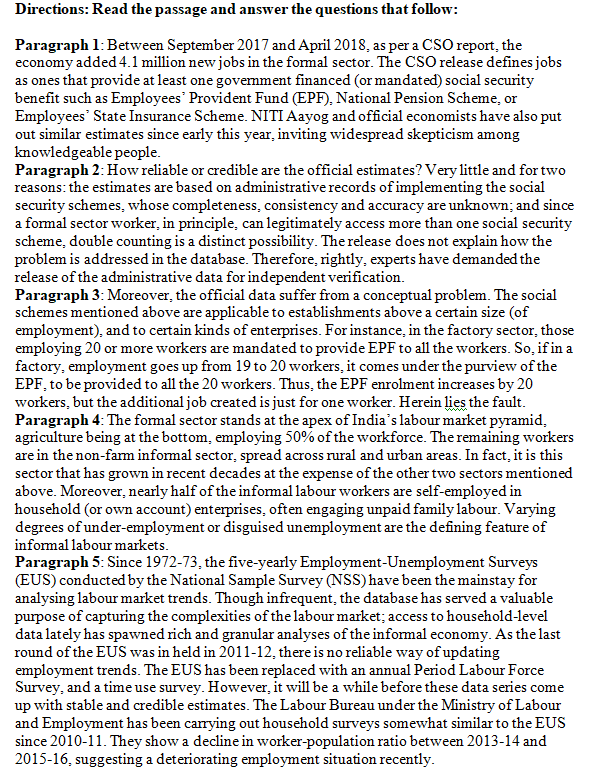 Directions: Read the passage and answer the questions that follow:
Paragraph 1: Between September 2017 and April 2018, as per a CSO report, the
economy added 4.1 million new jobs in the formal sector. The CSO release defines jobs
as ones that provide at least one government financed (or mandated) social security
benefit such as Employees' Provident Fund (EPF), National Pension Scheme, or
Employees' State Insurance Scheme. NITI Aayog and official economists have also put
out similar estimates since early this year, inviting widespread skepticism among
knowledgeable people.
Paragraph 2: How reliable or credible are the official estimates? Very little and for two
reasons: the estimates are based on administrative records of implementing the social
security schemes, whose completeness, consistency and accuracy are unknown; and since
a formal sector worker, in principle, can legitimately access more than one social security
scheme, double counting is a distinct possibility. The release does not explain how the
problem is addressed in the database. Therefore, rightly, experts have demanded the
release of the administrative data for independent verification.
Paragraph 3: Moreover, the official data suffer from a conceptual problem. The social
schemes mentioned above are applicable to establishments above a certain size (of
employment), and to certain kinds of enterprises. For instance, in the factory sector, those
employing 20 or more workers are mandated to provide EPF to all the workers. So, if in a
factory, employment goes up from 19 to 20 workers, it comes under the purview of the
EPF, to be provided to all the 20 workers. Thus, the EPF enrolment increases by 20
workers, but the additional job created is just for one worker. Herein lies the fault.
Paragraph 4: The formal sector stands at the apex of India's labour market pyramid,
agriculture being at the bottom, employing 50% of the workforce. The remaining workers
are in the non-farm informal sector, spread across rural and urban areas. In fact, it is this
sector that has grown in recent decades at the expense of the other two sectors mentioned
above. Moreover, nearly half of the informal labour workers are self-employed in
household (or own account) enterprises, often engaging unpaid family labour. Varying
degrees of under-employment or disguised unemployment are the defining feature of
informal labour markets.
Paragraph 5: Since 1972-73, the five-yearly Employment-Unemployment Surveys
(EUS) conducted by the National Sample Survey (NSS) have been the mainstay for
analysing labour market trends. Though infrequent, the database has served a valuable
purpose of capturing the complexities of the labour market; access to household-level
data lately has spawned rich and granular analyses of the informal economy. As the last
round of the EUS was in held in 2011-12, there is no reliable way of updating
employment trends. The EUS has been replaced with an annual Period Labour Force
Survey, and a time use survey. However, it will be a while before these data series come
up with stable and credible estimates. The Labour Bureau under the Ministry of Labour
and Employment has been carrying out household surveys somewhat similar to the EUS
since 2010-11. They show a decline in worker-population ratio between 2013-14 and
2015-16, suggesting a deteriorating employment situation recently.